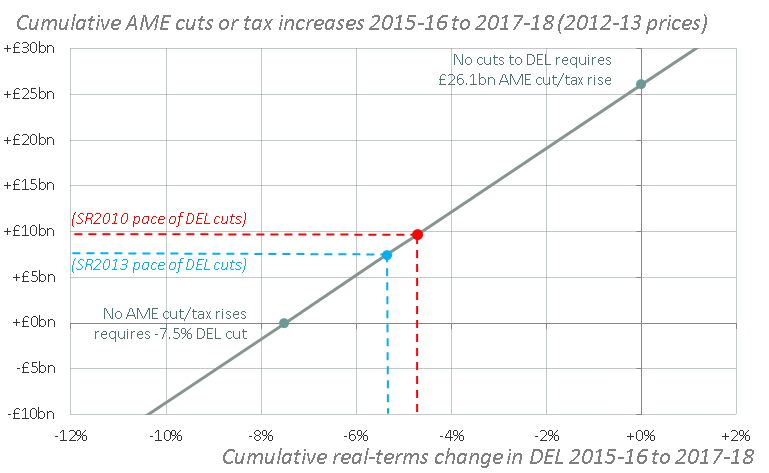 Cumulative AME cuts or tax increases 2015-16 to 2017-18 (2012-13 prices)
+£30bn
No cuts to DEL requires
£26.1bn AME cut/tax rise
+£25bn
+£20bn
+£15bn
(SR2010 pace of DEL cuts)
+£10bn
(SR2013 pace of DEL cuts)
+£5bn
No AME cut/tax rises
requires -7.5% DEL cut
+£0bn
-£5bn
-£10bn
-12% -10% -8% -6% -4% -2% +0% +2%
Cumulative real-terms change in DEL 2015-16 to 2017-18